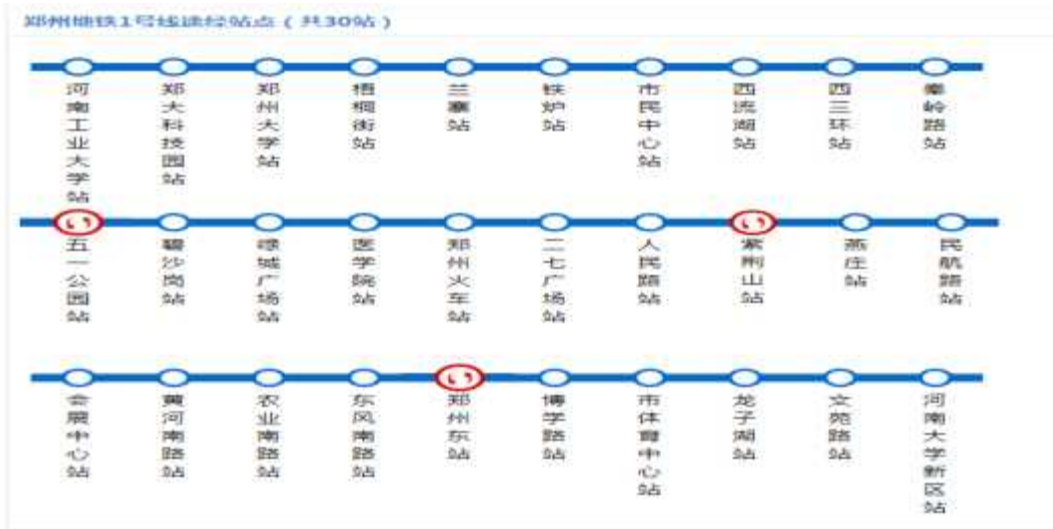 郑州地铁1号线途经站点（共30站）
河南工业大学站
郑大科技园站
郑州大学站
梧桐街站
兰寨站
铁炉站
市民中心站
西流湖站
西三环站
秦岭路站
五一公园站
碧沙岗站
绿城广场站
医学院站
郑州火车站
二七广场站
人民路站
紫荆山站
燕庄站
民航路站
会展中心站
黄河南路站
农业南路站
东风南路站
郑州东站
博学路站
市体育中心站
龙子湖站
文苑路站
河南大学新区站